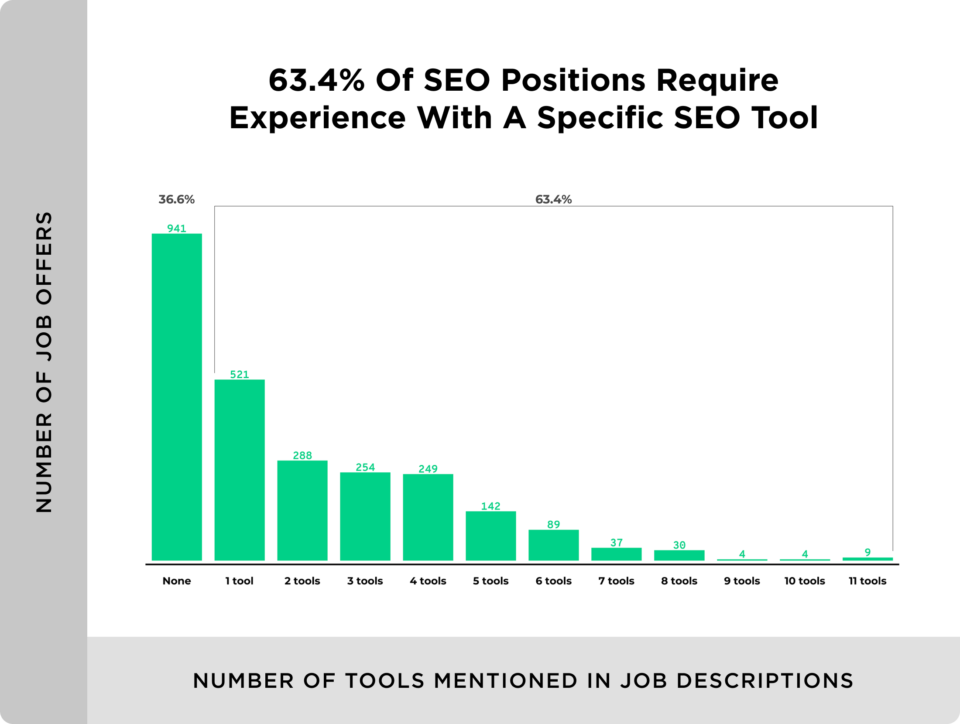 63.4% Of SEO Positions Require
Experience With A Specific SEO Tool
NUMBER OF JOB OFFERS
36.6%
63.4%
941
521
288
254
249
142
89
37
30
4
4
9
None
1 tool
2 tools
3 tools
4 tools
5 tools
6 tools
7 tools
8 tools
9 tools
10 tools
11 tools
NUMBER OF TOOLS MENTIONED IN JOB DESCRIPTIONS